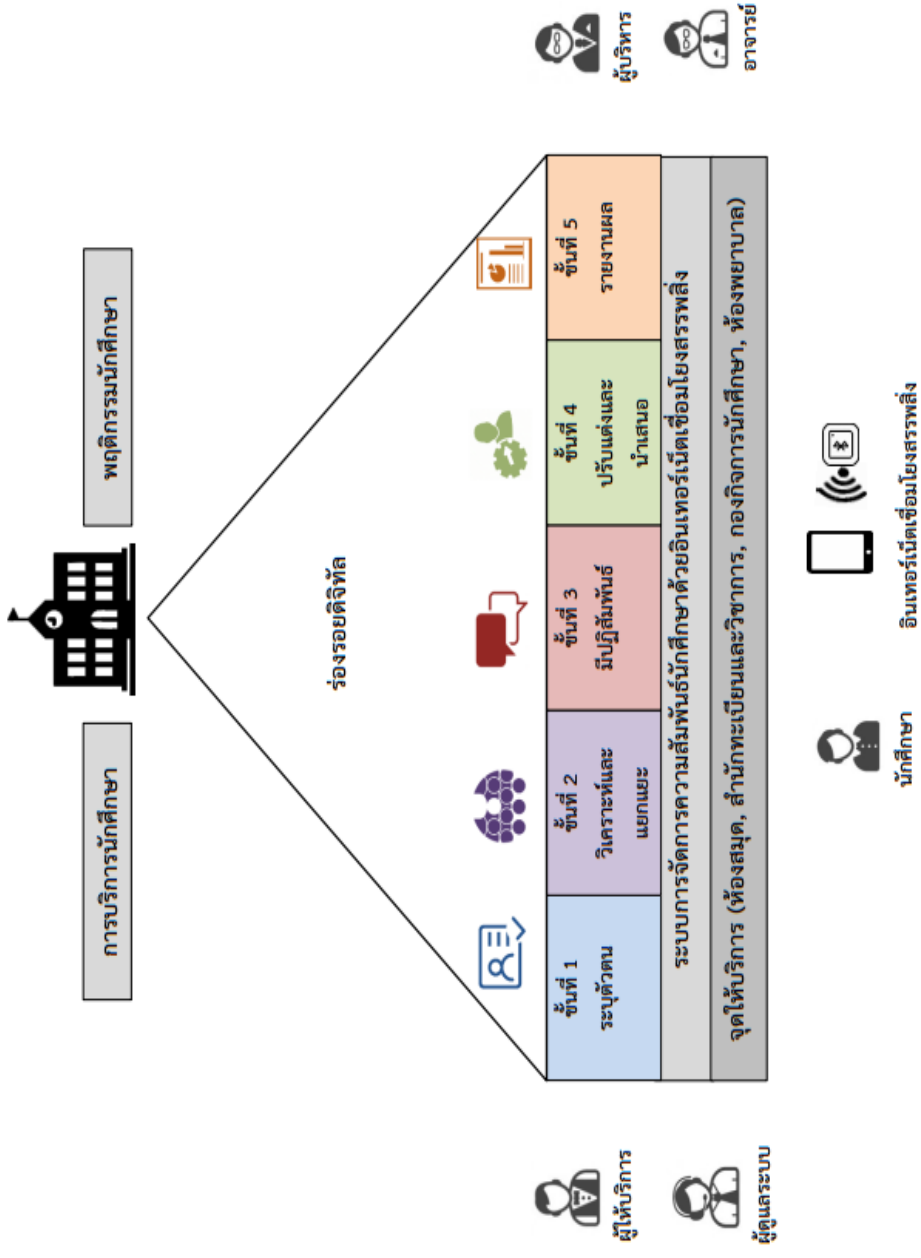 การบริการนักศึกษา
พฤติกรรมนักศึกษา
ร่องรอยดิจิทัล
ผู้ให้บริการ
ผู้ดูแลระบบ
ขั้นที่ 1
ระบุตัวตน
ขั้นที่ 2
วิเคราะห์และ
แยกแยะ
ขั้นที่ 3
มีปฏิสัมพันธ์
ขั้นที่ 4
ปรับแต่งและ
นำเสนอ
ขั้นที่ 5
รายงานผล
ผู้บริหาร
อาจารย์
ระบบการจัดการความสัมพันธ์นักศึกษาด้วยอินเทอร์เน็ตเชื่อมโยงสรรพสิ่ง
จุดให้บริการ (ห้องสมุด, สำนักทะเบียนและวิชาการ, กองกิจการนักศึกษา, ห้องพยาบาล)
นักศึกษา
อินเทอร์เน็ตเชื่อมโยงสรรพสิ่ง